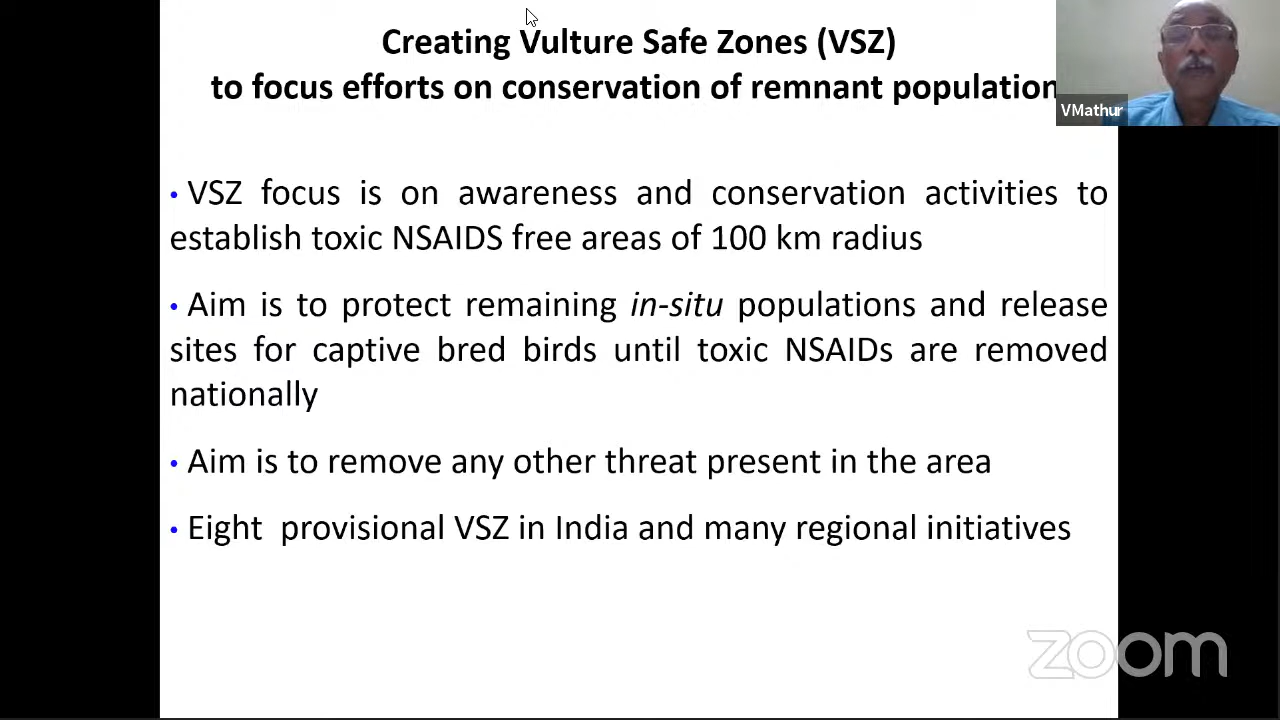 Creating Vulture Safe Zones (VSZ)
to focus efforts on conservation of remnant population
VMathur
• VSZ focus is on awareness and conservation activities to
establish toxic NSAIDS free areas of 100 km radius
• Aim is to protect remaining in-situ populations and release
sites for captive bred birds until toxic NSAIDs are removed
nationally
• Aim is to remove any other threat present in the area
• Eight provisional VSZ in India and many regional initiatives
zoom